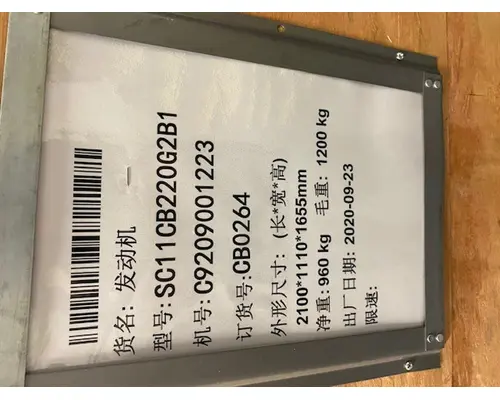 货名: 发动机
型号:SC11CB220G2B1
机号:C9209001223
订货号:CB0264
外形尺寸: (长*宽*高)
2100*1110*1655mm
净重:960 kg 毛重: 1200 kg
出厂日期: 2020-09-23
限速: